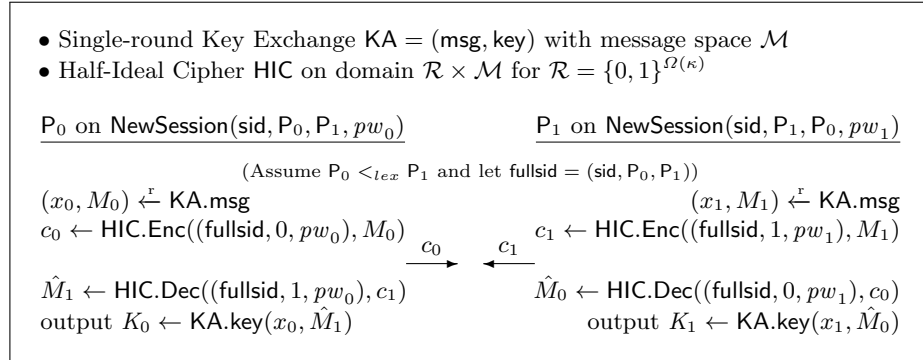 • Single-round Key Exchange KA = (msg, key) with message space ℳ
• Half-Ideal Cipher HIC on domain ℛ × ℳ for ℛ = {0, 1}^{Ω(κ)}
P₀ on NewSession(sid, P₀, P₁, pw₀) P₁ on NewSession(sid, P₁, P₀, pw₁)
(Assume P₀ <_{lex} P₁ and let fullsid = (sid, P₀, P₁))
(x₀, M₀) ←^r KA.msg (x₁, M₁) ←^r KA.msg
c₀ ← HIC.Enc((fullsid, 0, pw₀), M₀) c₁ ← HIC.Enc((fullsid, 1, pw₁), M₁)
c₀ → ← c₁
M̂₁ ← HIC.Dec((fullsid, 1, pw₀), c₁) M̂₀ ← HIC.Dec((fullsid, 0, pw₁), c₀)
output K₀ ← KA.key(x₀, M̂₁) output K₁ ← KA.key(x₁, M̂₀)